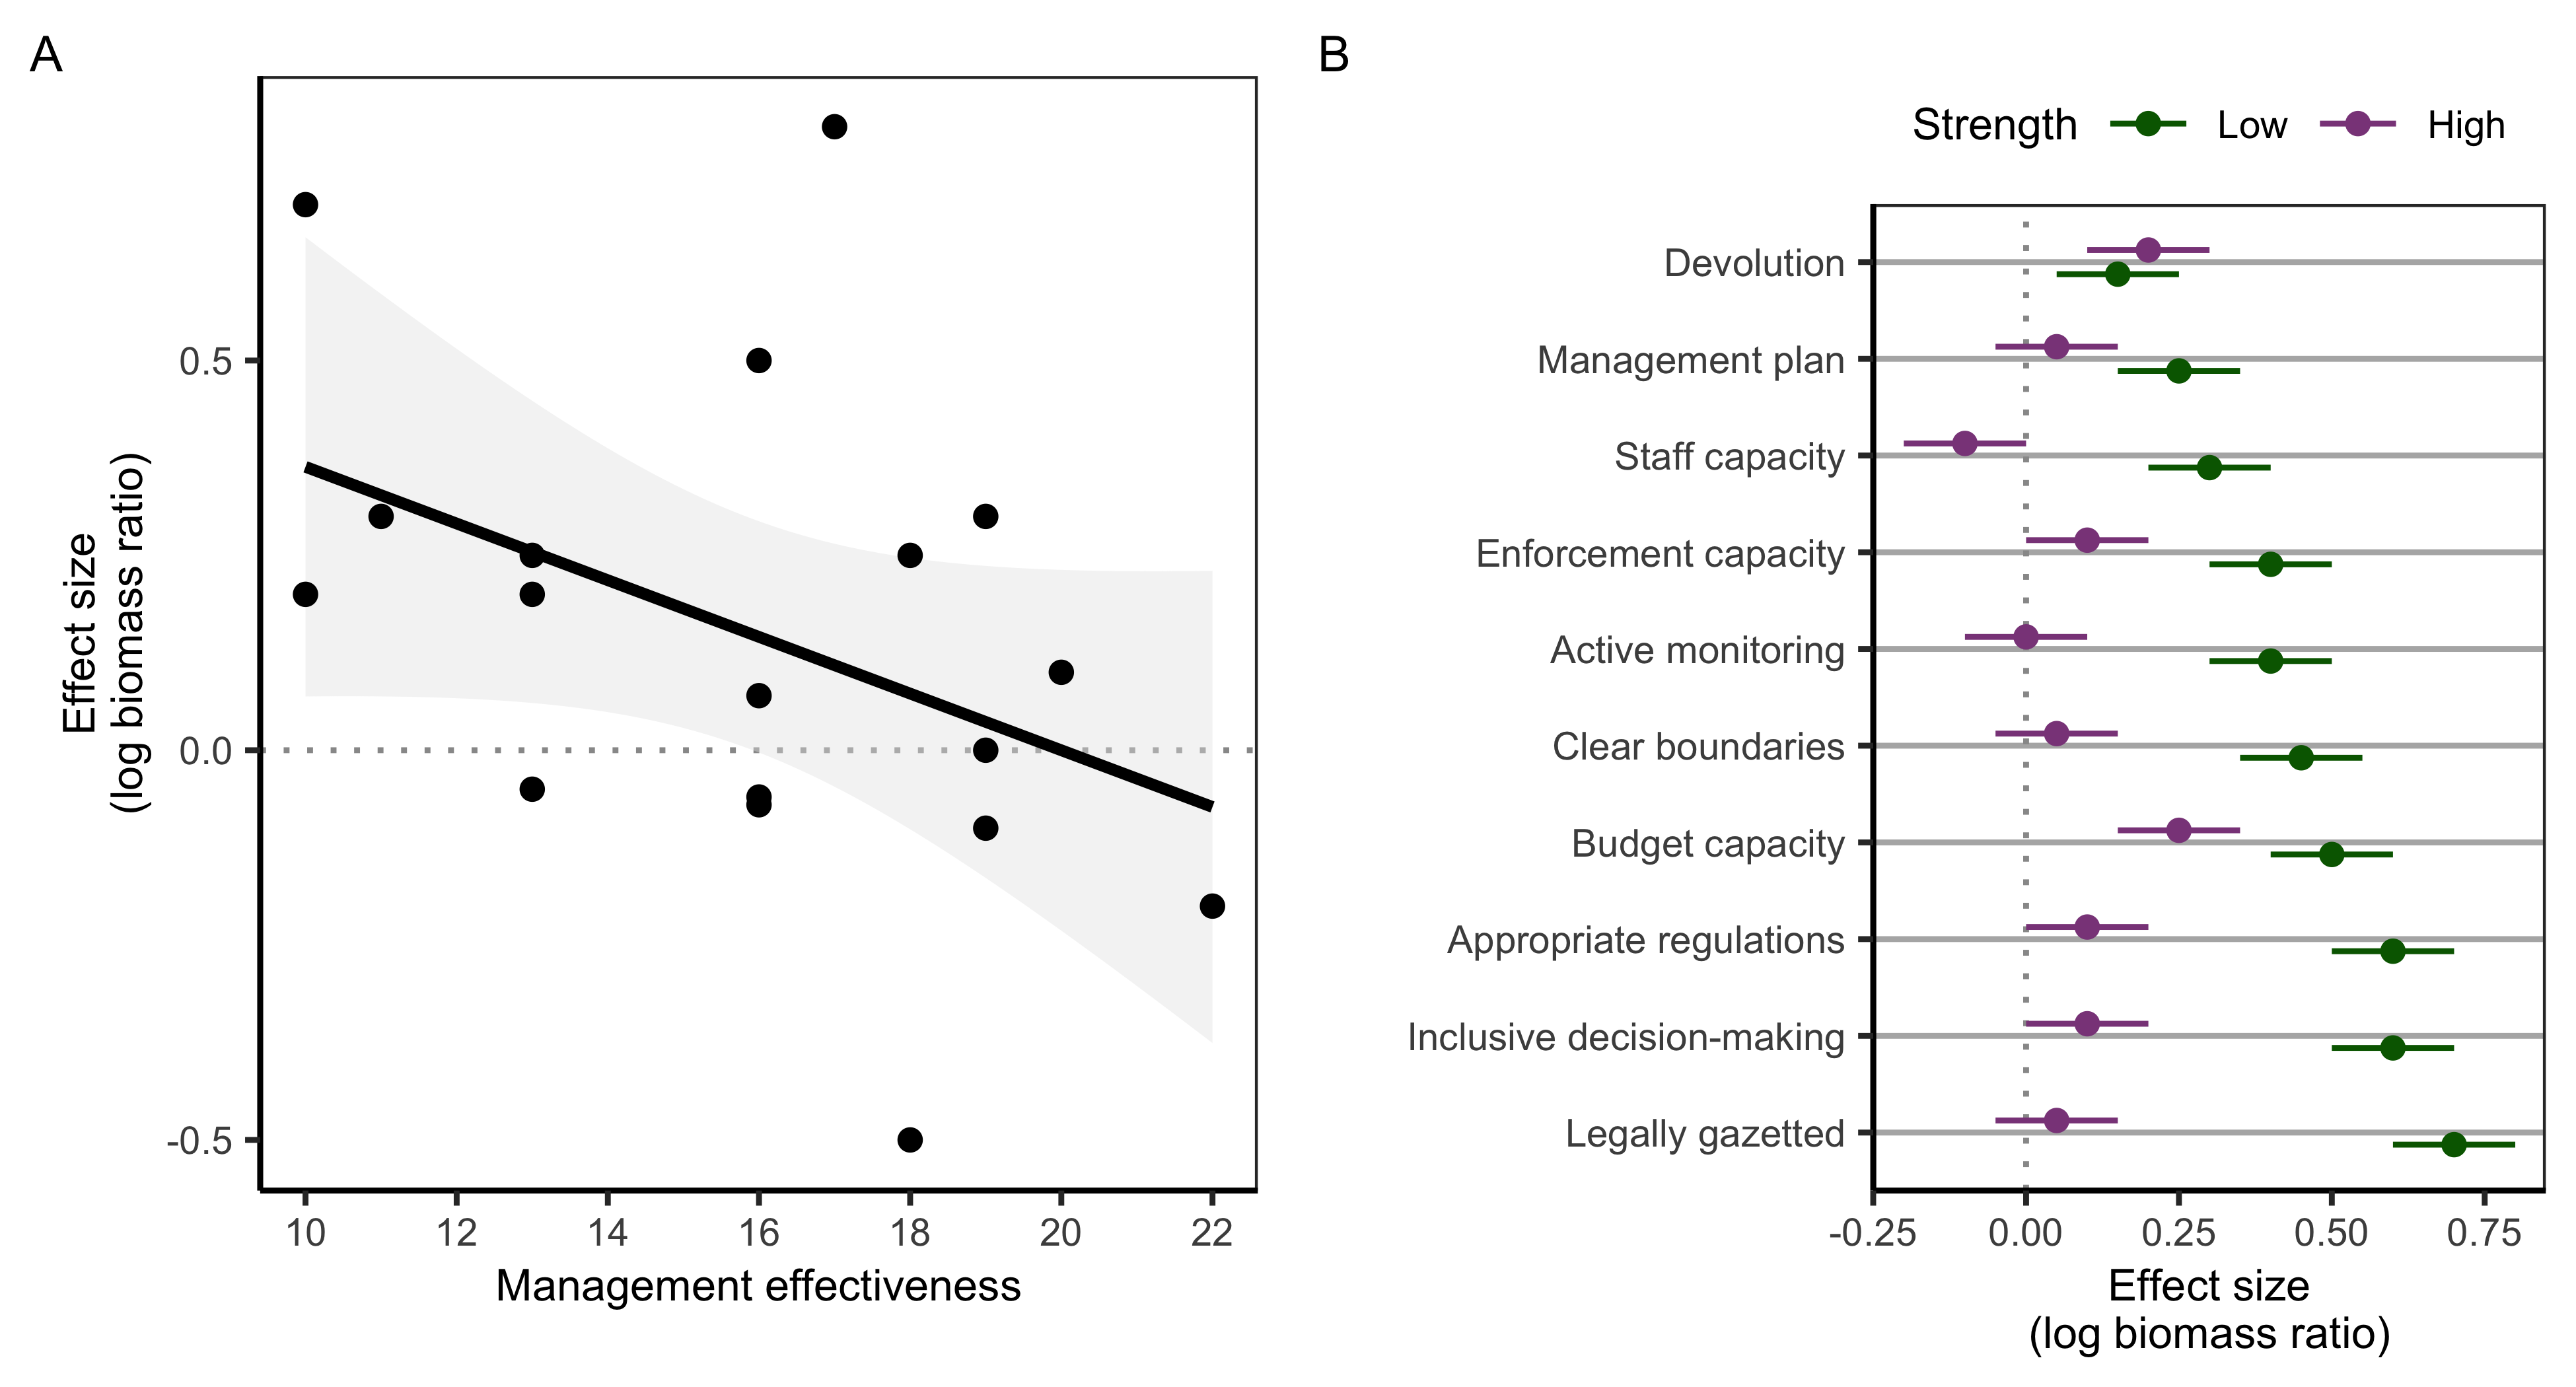 A
Effect size
(log biomass ratio)
0.5
0.0
-0.5
10 12 14 16 18 20 22
Management effectiveness
B
Strength Low High
Devolution
Management plan
Staff capacity
Enforcement capacity
Active monitoring
Clear boundaries
Budget capacity
Appropriate regulations
Inclusive decision-making
Legally gazetted
-0.25 0.00 0.25 0.50 0.75
Effect size
(log biomass ratio)